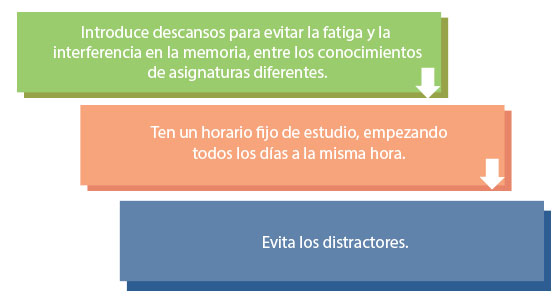 Introduce descansos para evitar la fatiga y la
interferencia en la memoria, entre los conocimientos
de asignaturas diferentes.
Ten un horario fijo de estudio, empezando
todos los días a la misma hora.
Evita los distractores.